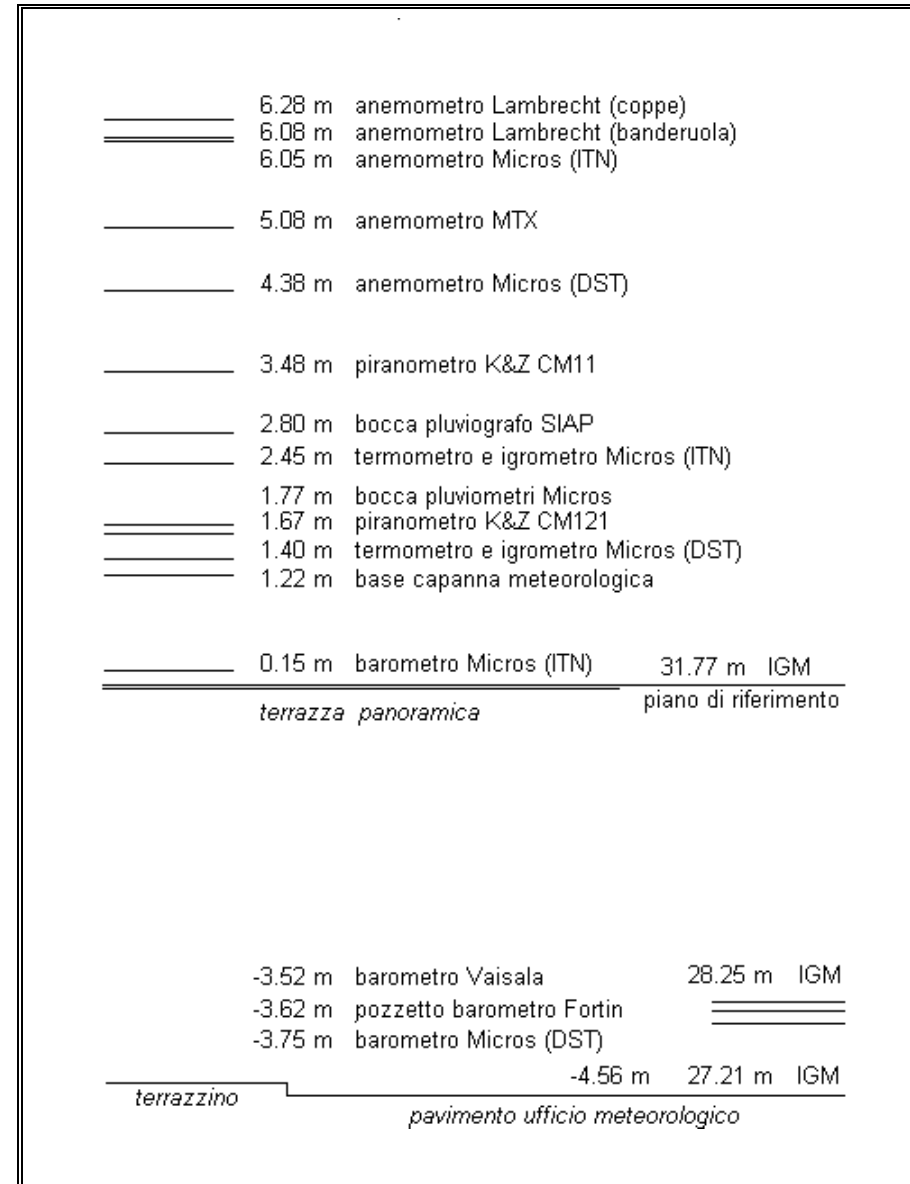 6.28 m anemometro Lambrecht (coppe)
6.08 m anemometro Lambrecht (banderuola)
6.05 m anemometro Micros (ITN)
5.08 m anemometro MTX
4.38 m anemometro Micros (DST)
3.48 m piranometro K&Z CM11
2.80 m bocca pluviografo SIAP
2.45 m termometro e igrometro Micros (ITN)
1.77 m bocca pluviometri Micros
1.67 m piranometro K&Z CM121
1.40 m termometro e igrometro Micros (DST)
1.22 m base capanna meteorologica
0.15 m barometro Micros (ITN) 31.77 m IGM
terrazza panoramica piano di riferimento
-3.52 m barometro Vaisala 28.25 m IGM
-3.62 m pozzetto barometro Fortin
-3.75 m barometro Micros (DST)
-4.56 m 27.21 m IGM
terrazzino
pavimento ufficio meteorologico